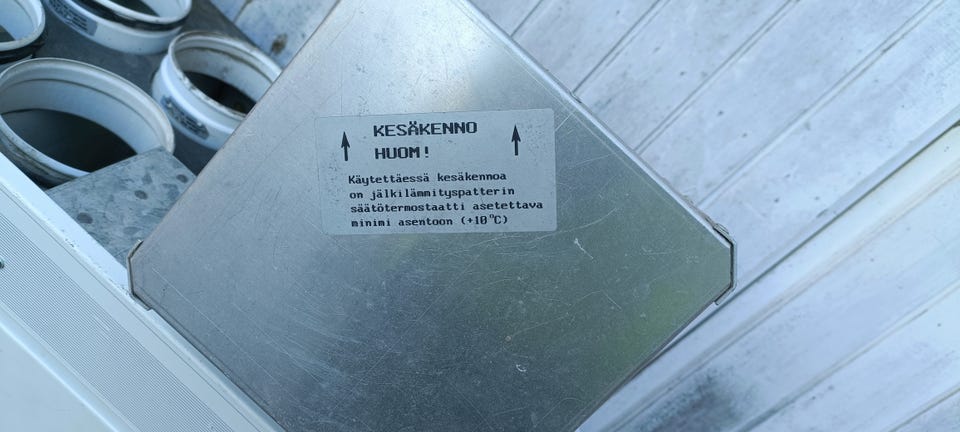 KESÄKENNO
HUOM!
Käytettäessä kesäkennoa
on jälkilämmityspatterin
säätötermostaatti asetettava
minimi asentoon (+10°C)